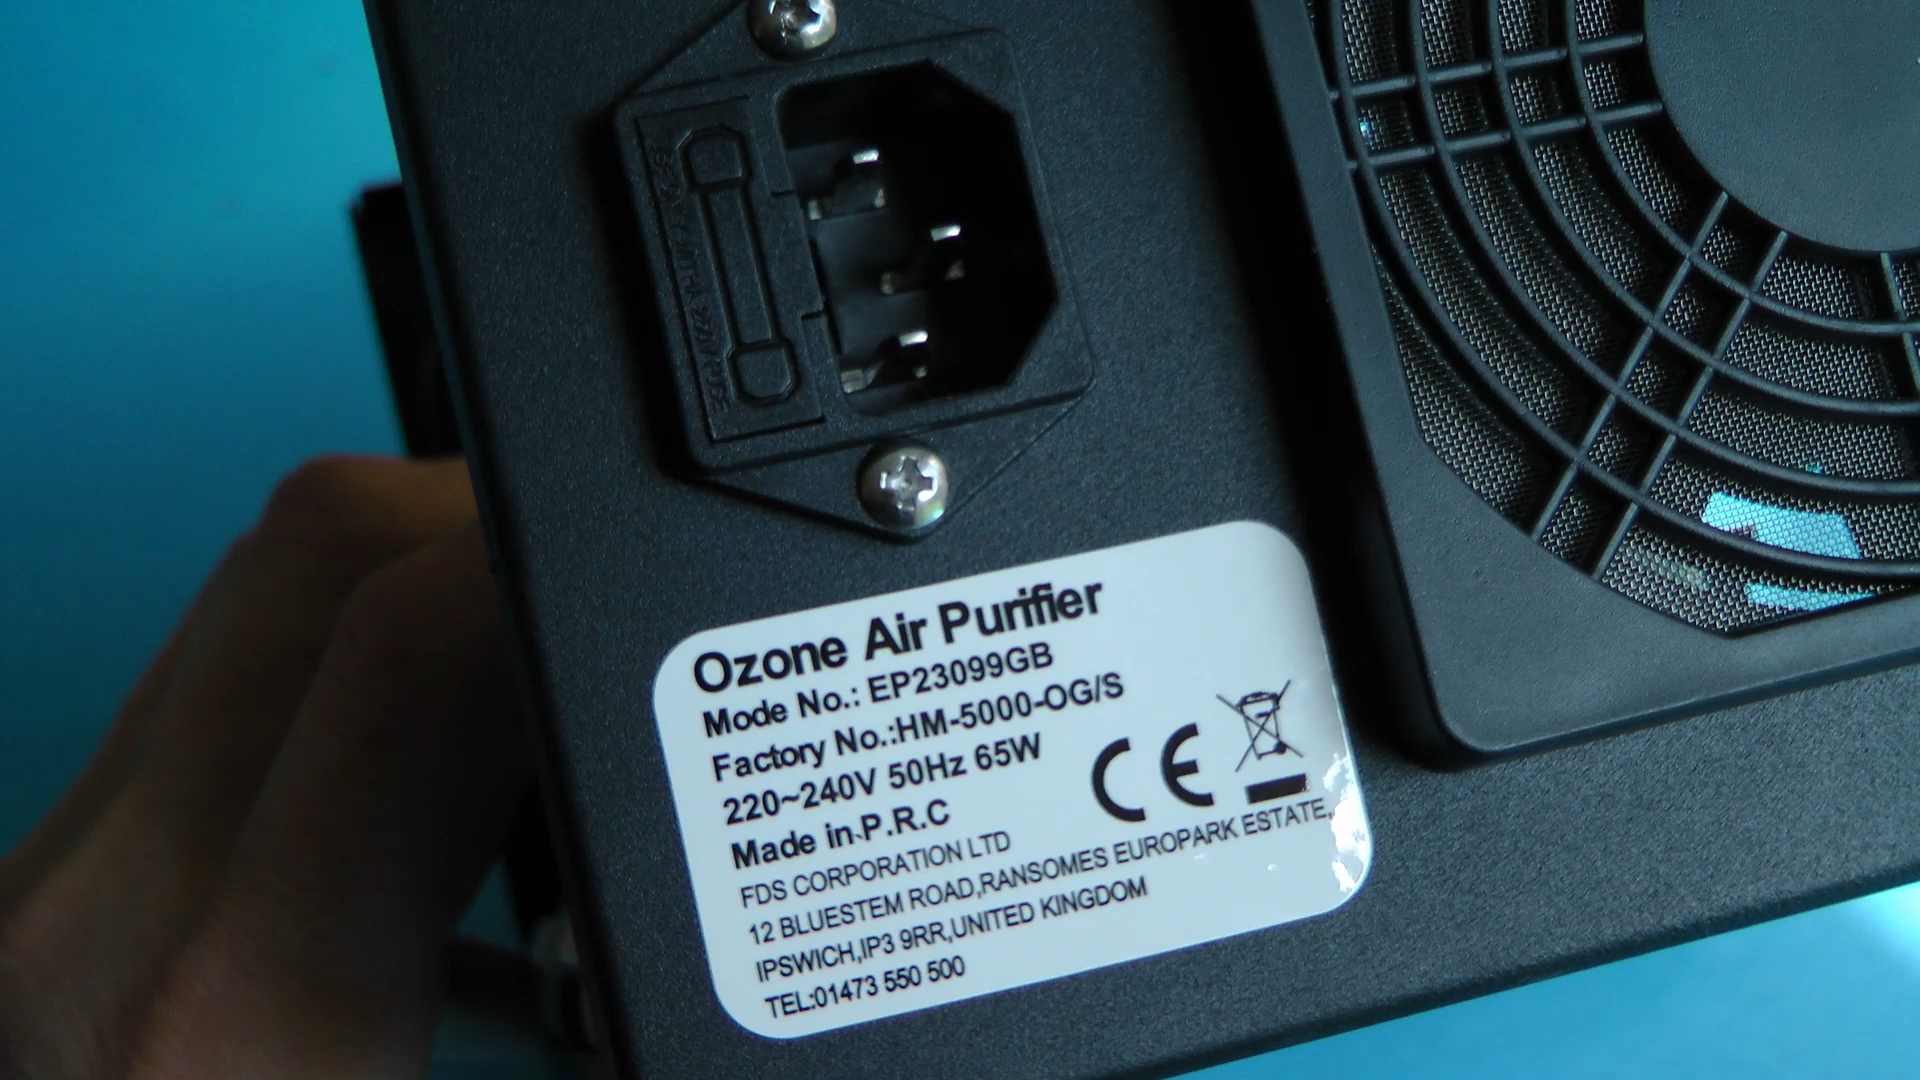 Ozone Air Purifier
Mode No.: EP23099GB
Factory No.:HM-5000-OG/S
220~240V 50Hz 65W
Made in P.R.C
CE
FDS CORPORATION LTD
12 BLUESTEM ROAD,RANSOMES EUROPARK ESTATE,
IPSWICH,IP3 9RR,UNITED KINGDOM
TEL:01473 550 500